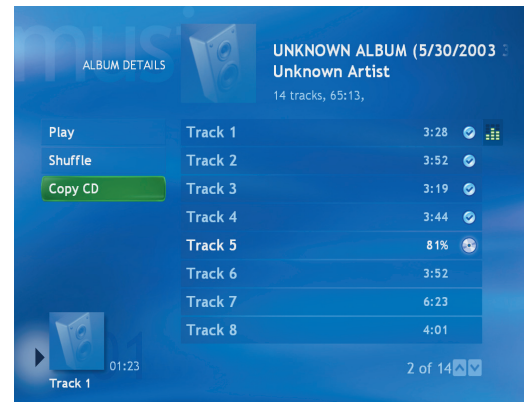 music
ALBUM DETAILS
UNKNOWN ALBUM (5/30/2003 3
Unknown Artist
14 tracks, 65:13,
Play
Shuffle
Copy CD
Track 1 3:28
Track 2 3:52
Track 3 3:19
Track 4 3:44
Track 5 81%
Track 6 3:52
Track 7 6:23
Track 8 4:01
01:23
Track 1
2 of 14